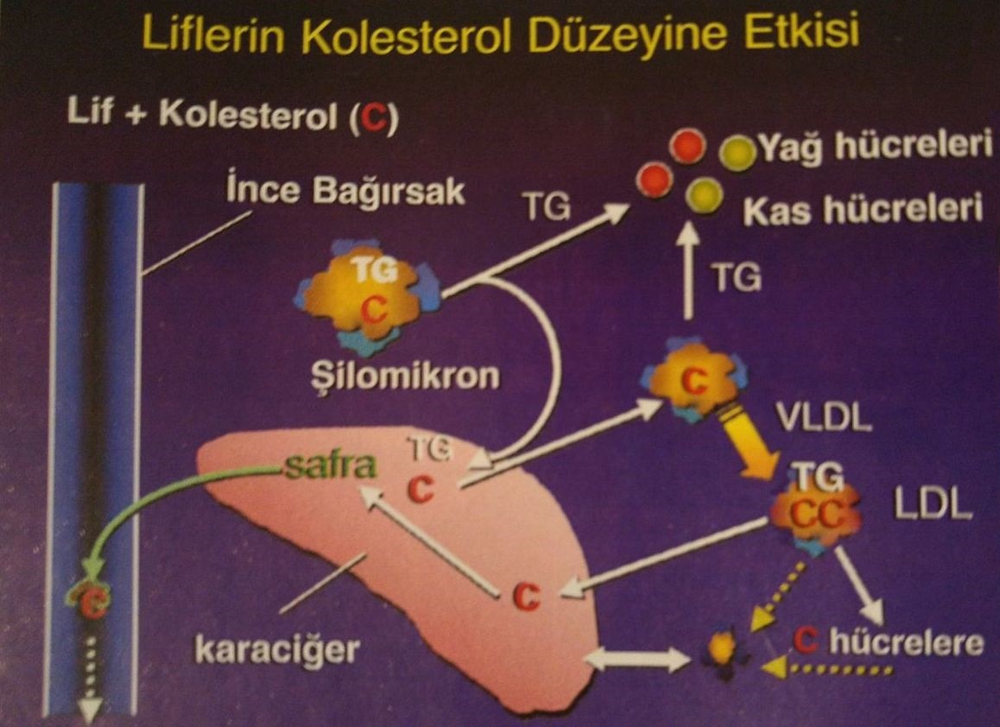 Liflerin Kolesterol Düzeyine Etkisi
Lif + Kolesterol (C)
İnce Bağırsak
TG
Yağ hücreleri
Kas hücreleri
TG
C
Şilomikron
TG
C
VLDL
safra
TG
C
TG
CC
LDL
C
C
karaciğer
C hücrelere